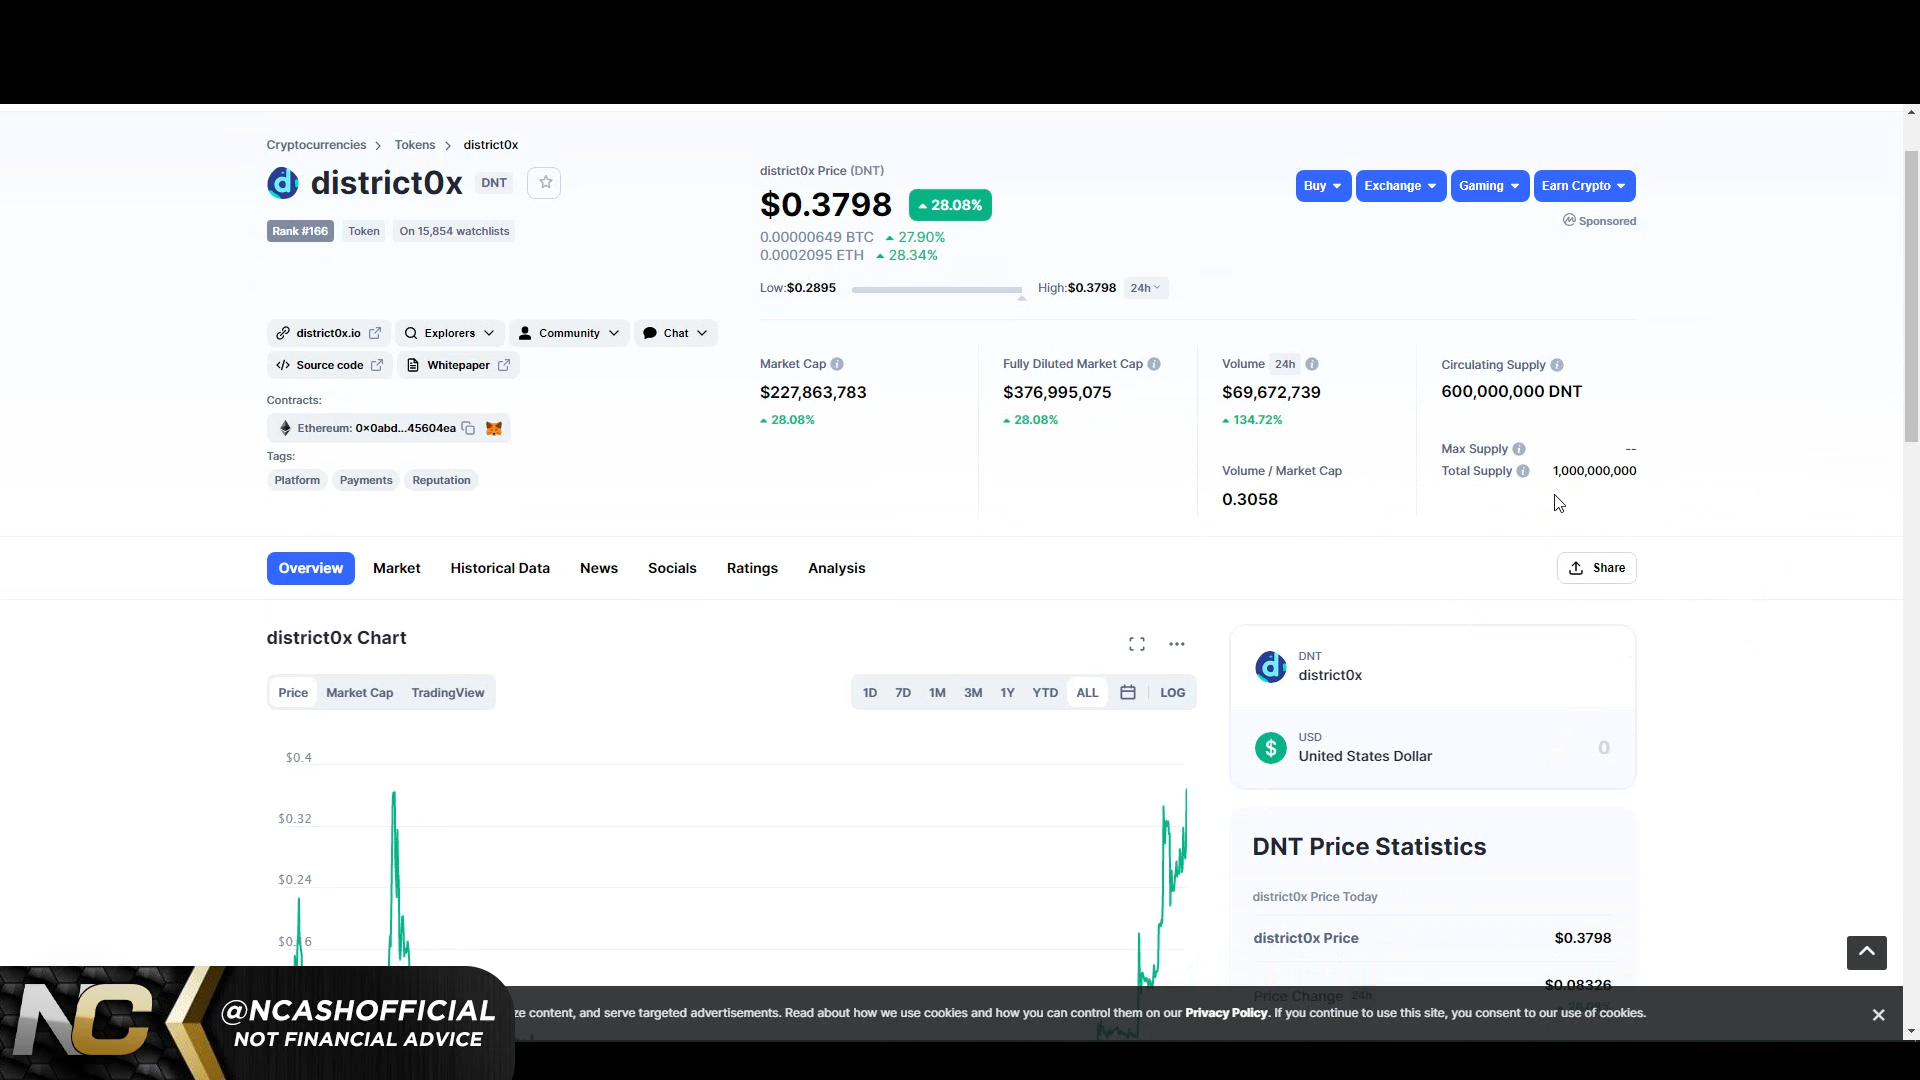 Cryptocurrencies > Tokens > district0x
district0x DNT
Rank #166 Token On 15,854 watchlists
district0x.io Explorers Community Chat
Source code Whitepaper
Contracts:
Ethereum: 0x0abd...45604ea
Tags:
Platform Payments Reputation
district0x Price (DNT)
$0.3798 28.08%
0.00000649 BTC 27.90%
0.0002095 ETH 28.34%
Low:$0.2895 High:$0.3798 24h
Buy Exchange Gaming Earn Crypto
Sponsored
Market Cap
$227,863,783
28.08%
Fully Diluted Market Cap
$376,995,075
28.08%
Volume 24h
$69,672,739
134.72%
Volume / Market Cap
0.3058
Circulating Supply
600,000,000 DNT
Max Supply --
Total Supply 1,000,000,000
Overview Market Historical Data News Socials Ratings Analysis
Share
district0x Chart
Price Market Cap TradingView
1D 7D 1M 3M 1Y YTD ALL LOG
$0.4
$0.32
$0.24
DNT
district0x
USD
$ United States Dollar 0
DNT Price Statistics
district0x Price Today
district0x Price $0.3798
$0.08326
Price Change 24h
ze content, and serve targeted advertisements. Read about how we use cookies and how you can control them on our Privacy Policy. If you continue to use this site, you consent to our use of cookies.
NC
@NCASHOFFICIAL
NOT FINANCIAL ADVICE